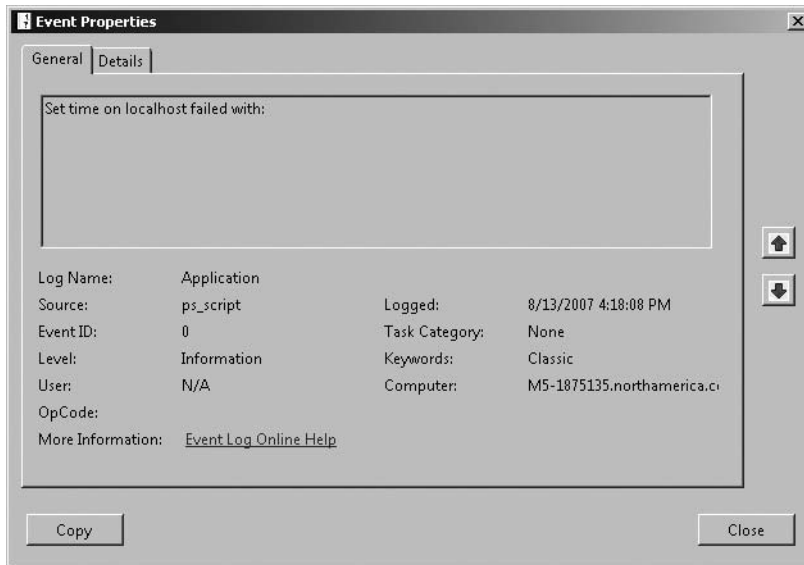 Event Properties
General Details
Set time on localhost failed with:
Log Name: Application
Source: ps_script Logged: 8/13/2007 4:18:08 PM
Event ID: 0 Task Category: None
Level: Information Keywords: Classic
User: N/A Computer: M5-1875135.northamerica.c
OpCode:
More Information: Event Log Online Help
Copy Close